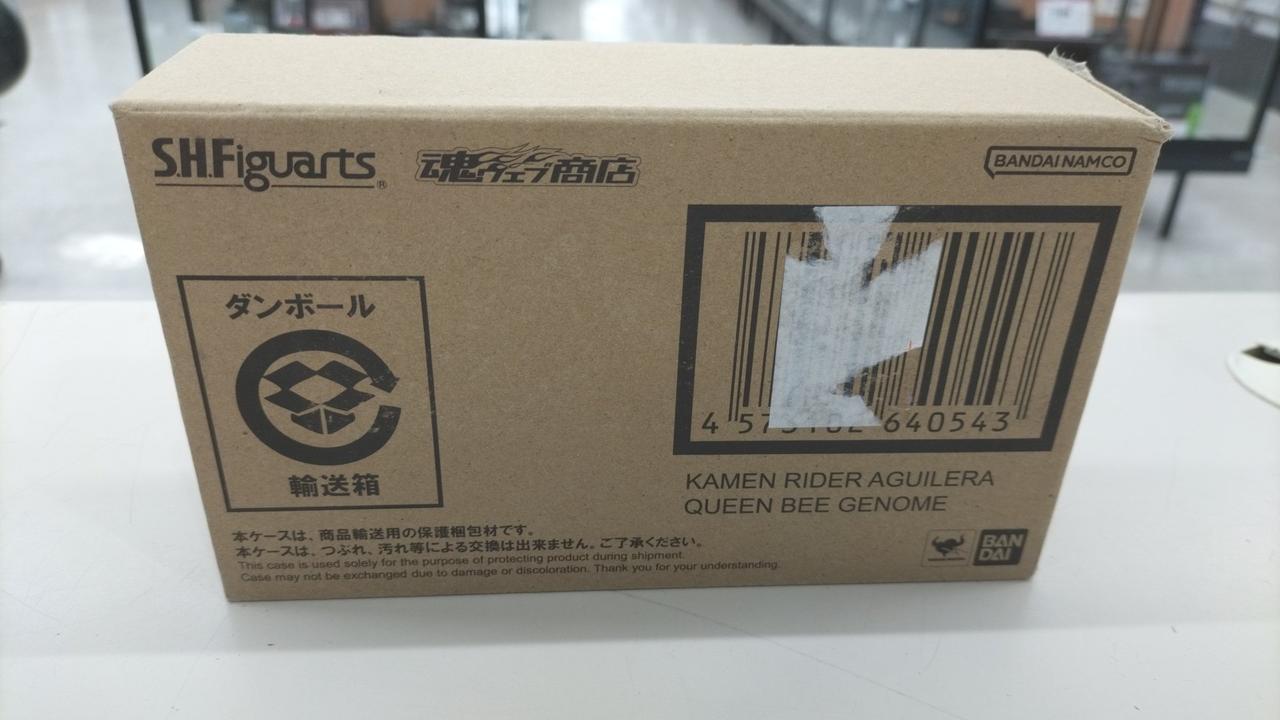 S.H.Figuarts®
魂ウェブ商店
BANDAI NAMCO
ダンボール
輸送箱
4 573102 640543
KAMEN RIDER AGUILERA
QUEEN BEE GENOME
本ケースは、商品輸送用の保護梱包材です。
本ケースは、つぶれ、汚れ等による交換は出来ません。ご了承ください。
This case is used solely for the purpose of protecting product during shipment.
Case may not be exchanged due to damage or discoloration. Thank you for your understanding.
BAN
DAI